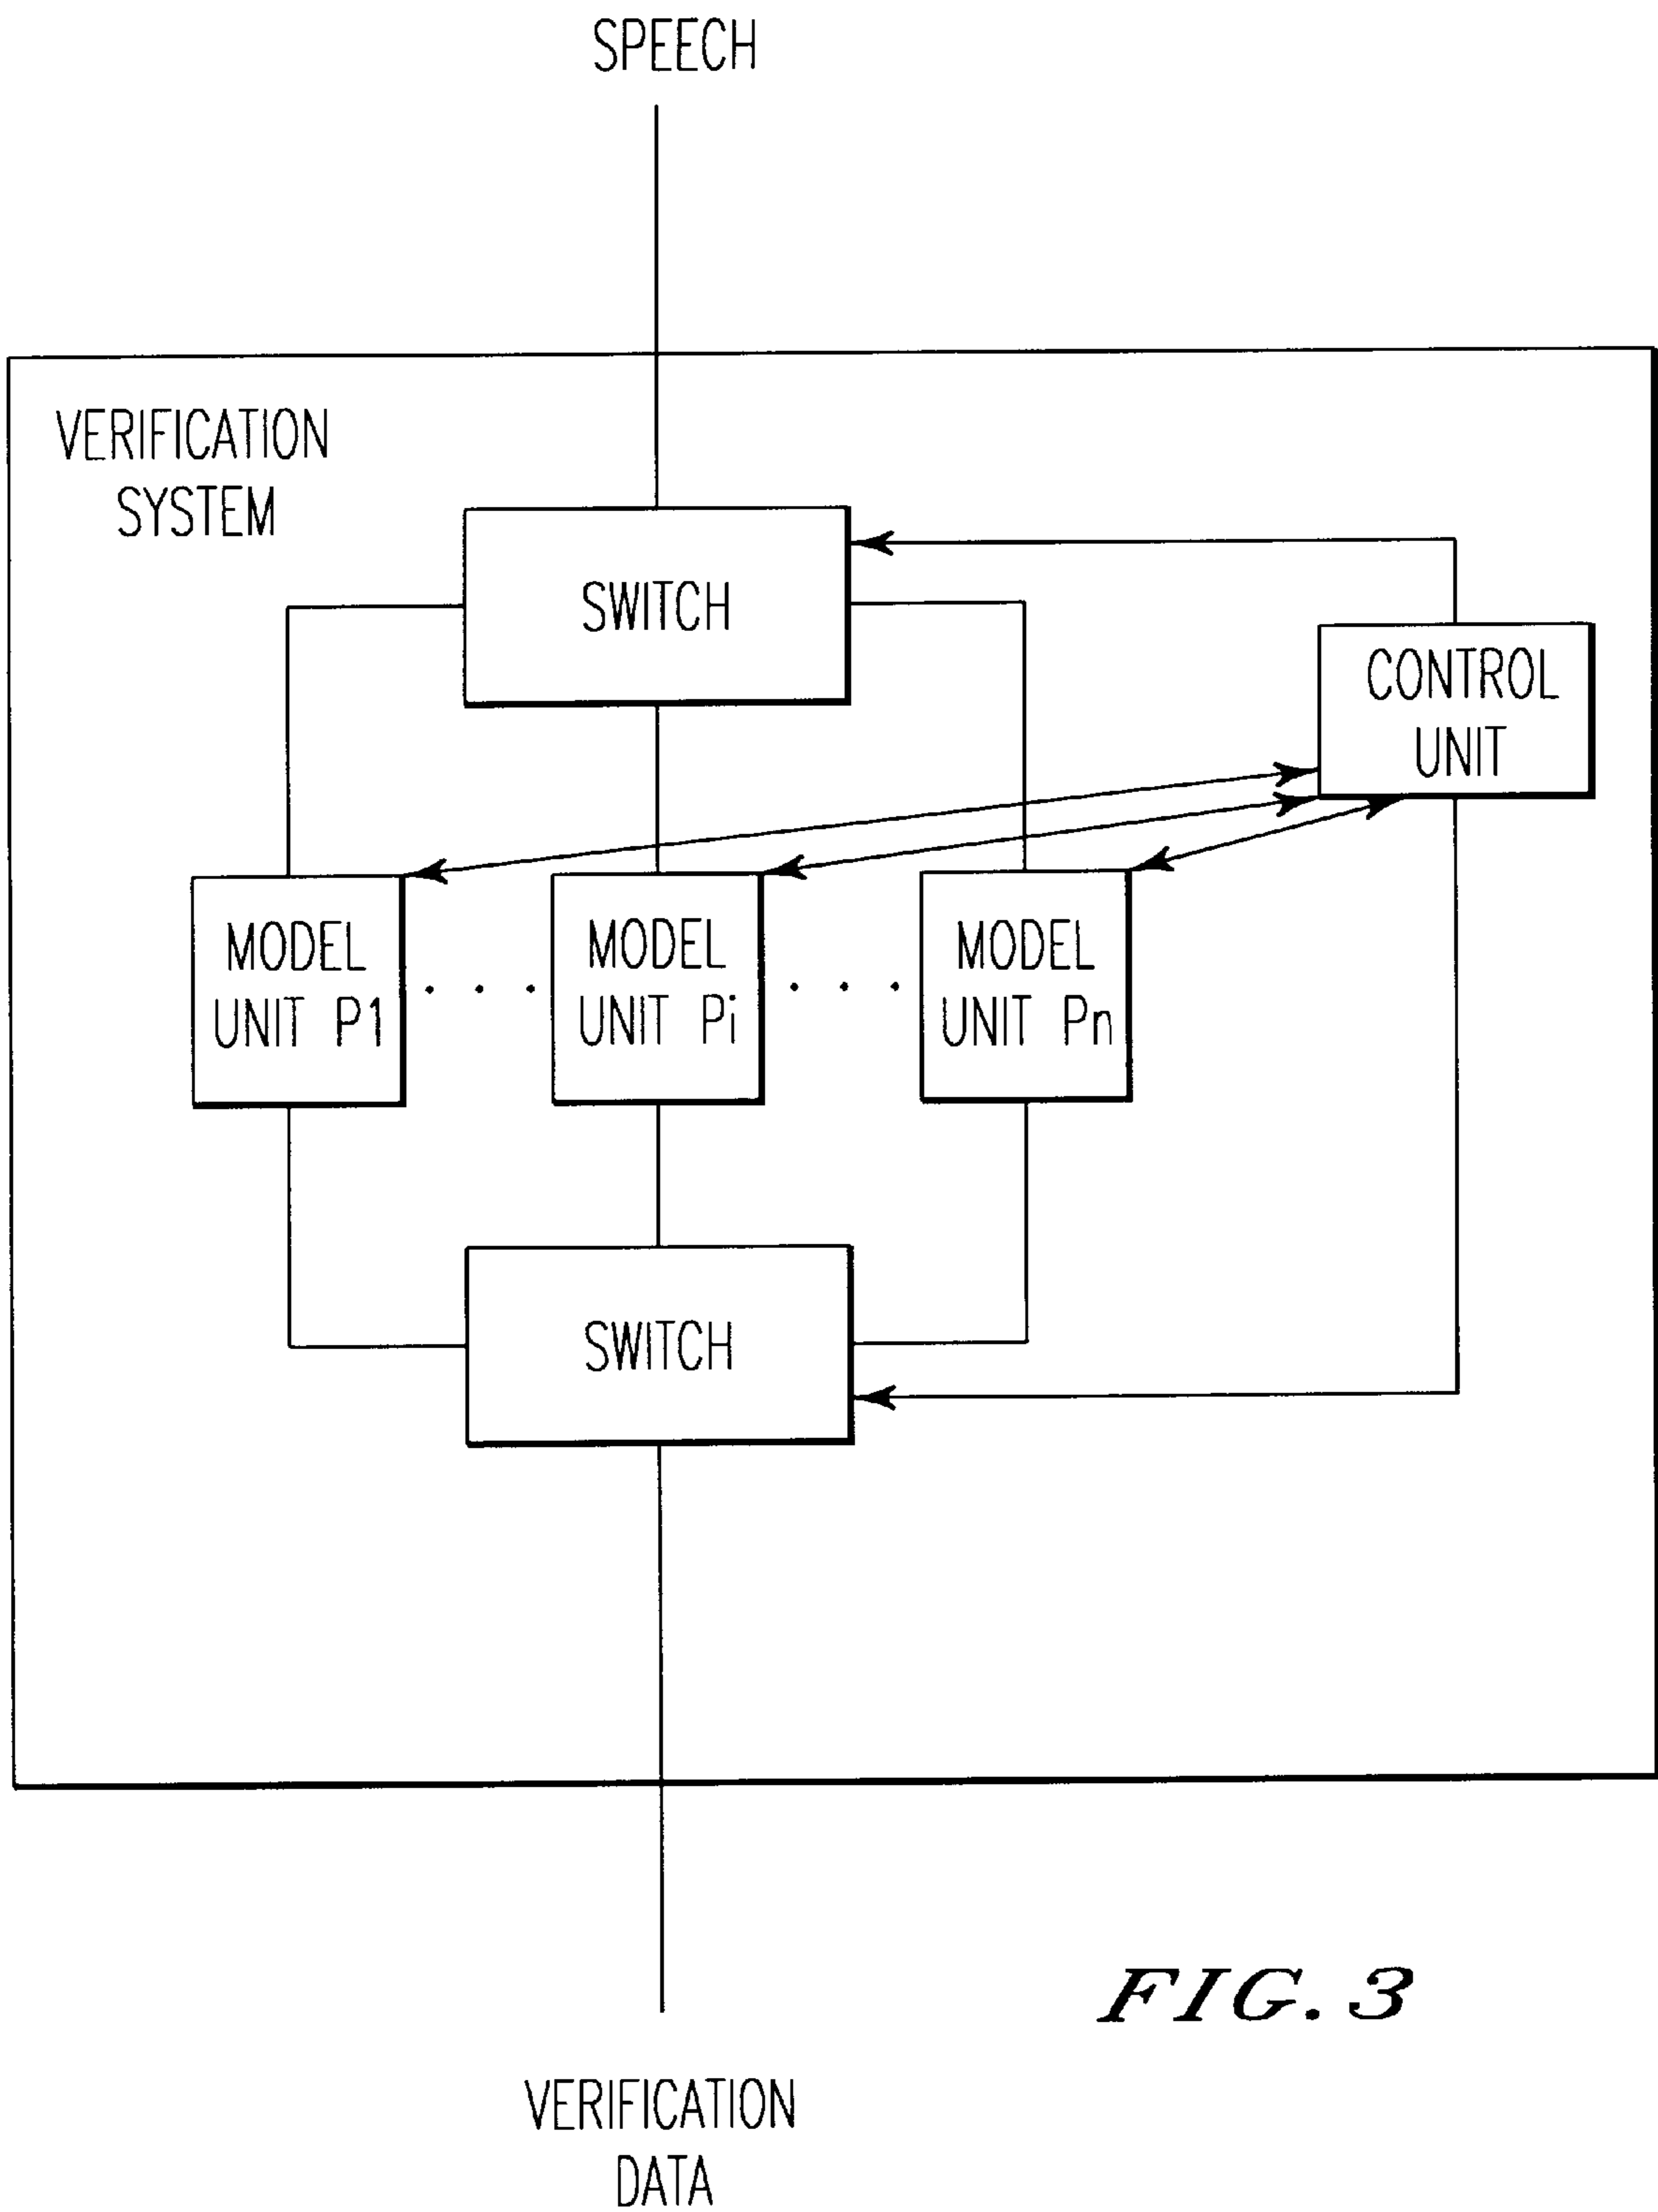 SPEECH
VERIFICATION
SYSTEM
SWITCH
CONTROL
UNIT
MODEL
UNIT P1
MODEL
UNIT Pi
MODEL
UNIT Pn
SWITCH
FIG. 3
VERIFICATION
DATA